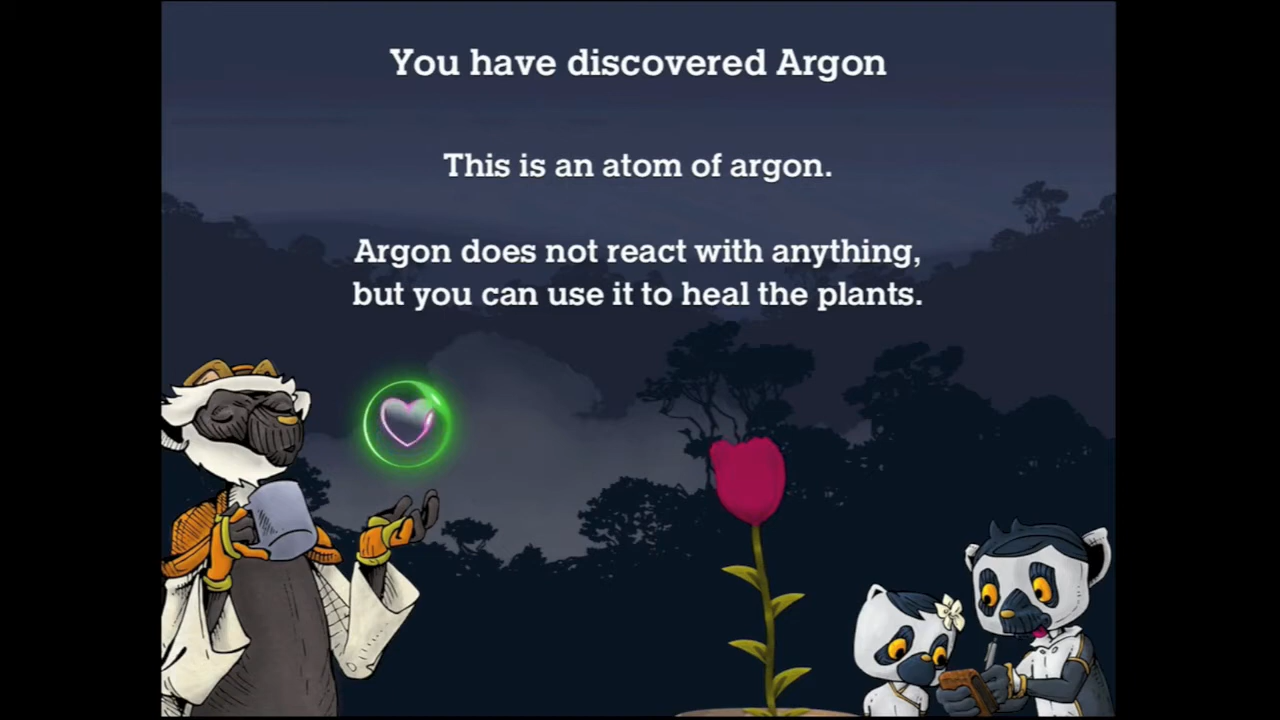 You have discovered Argon
This is an atom of argon.
Argon does not react with anything,
but you can use it to heal the plants.